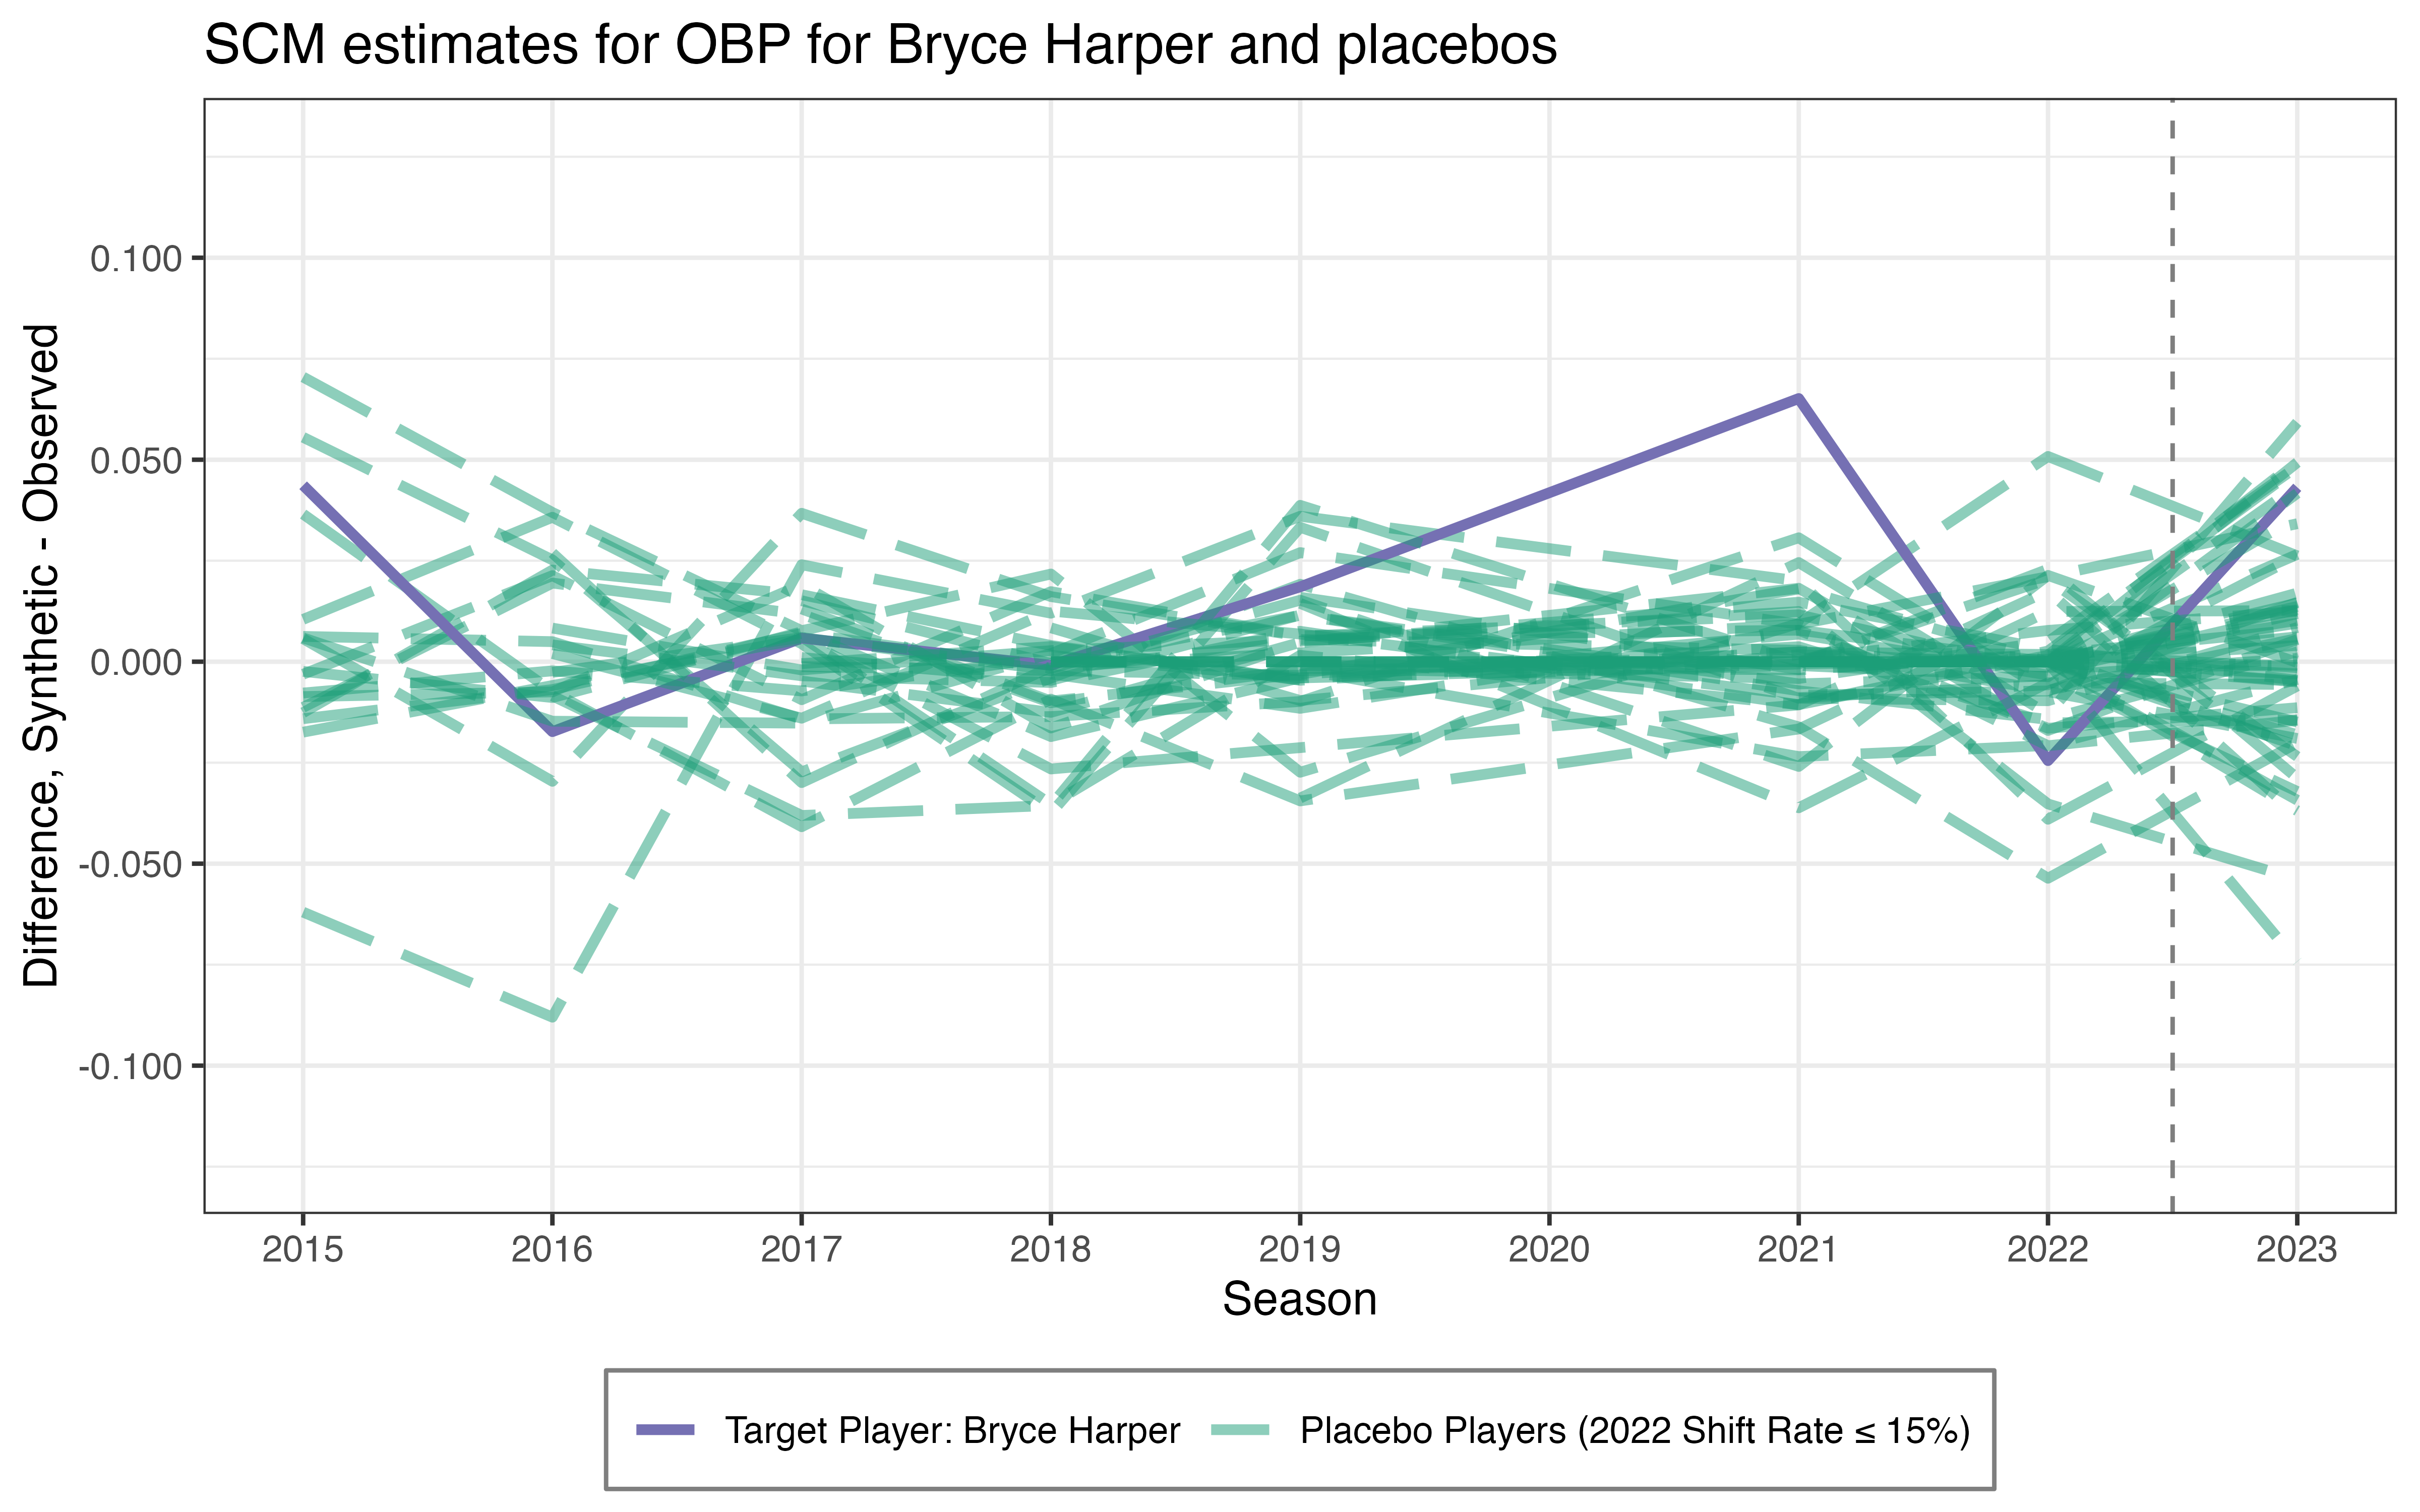 SCM estimates for OBP for Bryce Harper and placebos
Difference, Synthetic - Observed
0.100
0.050
0.000
-0.050
-0.100
2015 2016 2017 2018 2019 2020 2021 2022 2023
Season
Target Player: Bryce Harper Placebo Players (2022 Shift Rate ≤ 15%)